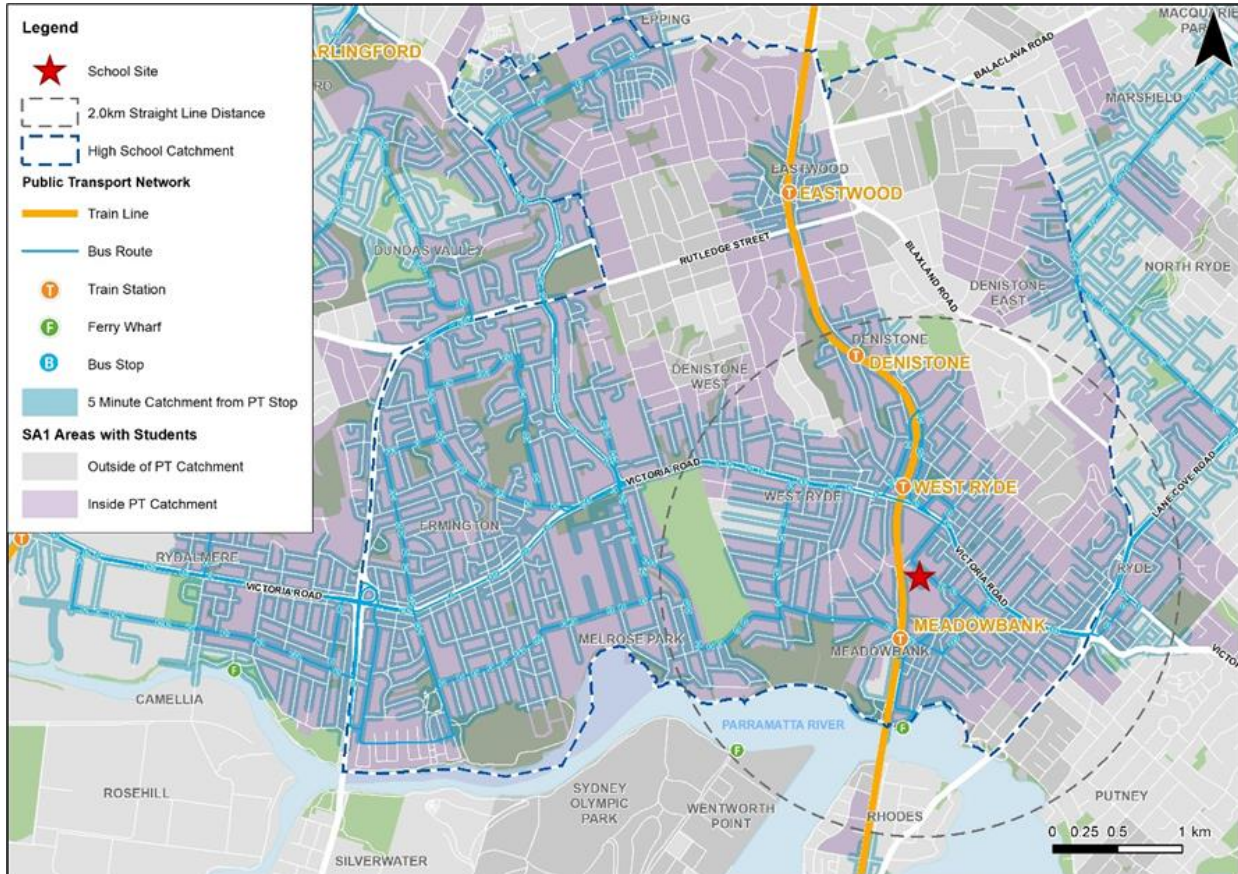 Legend
School Site
2.0km Straight Line Distance
High School Catchment
Public Transport Network
Train Line
Bus Route
T
Train Station
F
Ferry Wharf
B
Bus Stop
5 Minute Catchment from PT Stop
SA1 Areas with Students
Outside of PT Catchment
Inside PT Catchment
EPPING
ARLINGFORD
RD
MACQUARIE
PAR
BALACLAVA ROAD
MARSFIELD
EASTWOOD
T EASTWOOD
DUNDAS VALLEY
RUTLEDGE STREET
BLAXLAND ROAD
NORTH RYDE
DENISTONE
EAST
DENISTONE
T DENISTONE
DENISTONE
WEST
VICTORIA ROAD
WEST RYDE
T WEST RYDE
LANE COVE ROAD
ERMINGTON
T
RYDALMERE
VICTORIA ROAD
VICTORIA ROAD
RYDE
MEADOWBANK
T
MEADOWBANK
MELROSE PARK
VICTOR
F
CAMELLIA
PARRAMATTA RIVER
F
F
ROSEHILL
SYDNEY
OLYMPIC
PARK
WENTWORTH
POINT
RHODES
PUTNEY
SILVERWATER
0 0.25 0.5 1 km